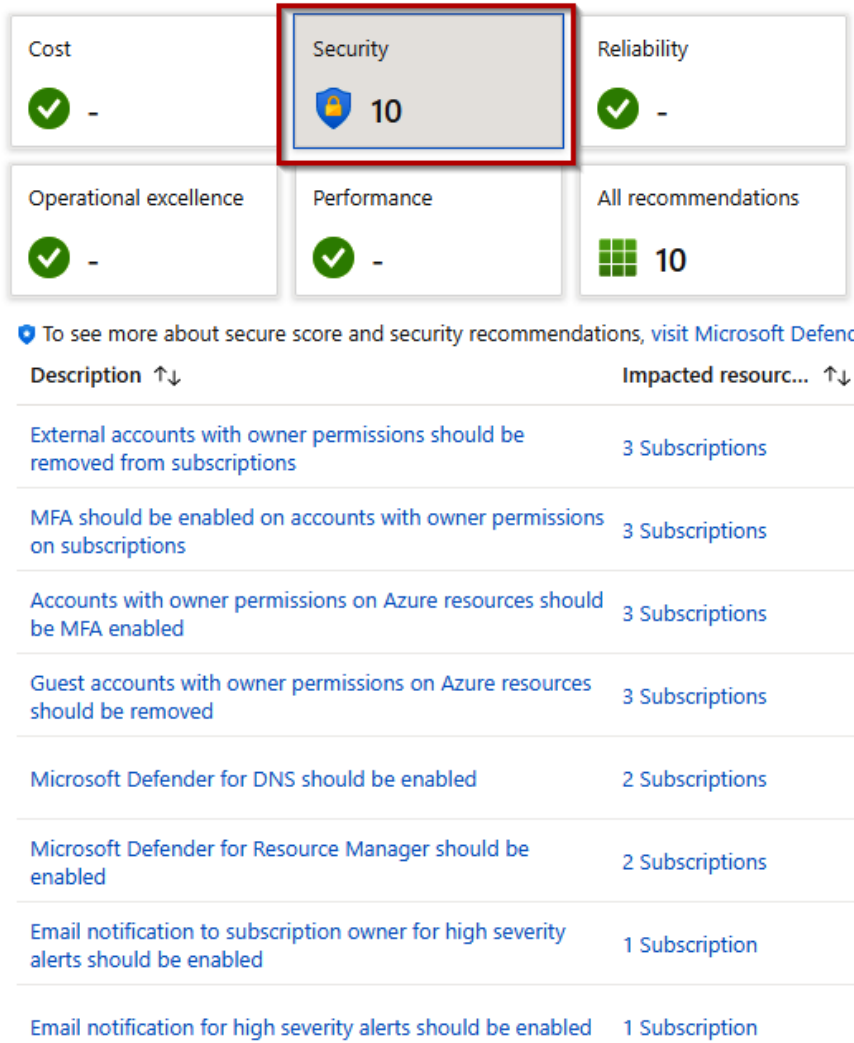 Cost
Security
Reliability
-
10
-
Operational excellence
Performance
All recommendations
-
-
10
To see more about secure score and security recommendations, visit Microsoft Defenc
Description ↑↓
Impacted resourc... ↑↓
External accounts with owner permissions should be
removed from subscriptions
3 Subscriptions
MFA should be enabled on accounts with owner permissions
on subscriptions
3 Subscriptions
Accounts with owner permissions on Azure resources should
be MFA enabled
3 Subscriptions
Guest accounts with owner permissions on Azure resources
should be removed
3 Subscriptions
Microsoft Defender for DNS should be enabled
2 Subscriptions
Microsoft Defender for Resource Manager should be
enabled
2 Subscriptions
Email notification to subscription owner for high severity
alerts should be enabled
1 Subscription
Email notification for high severity alerts should be enabled
1 Subscription